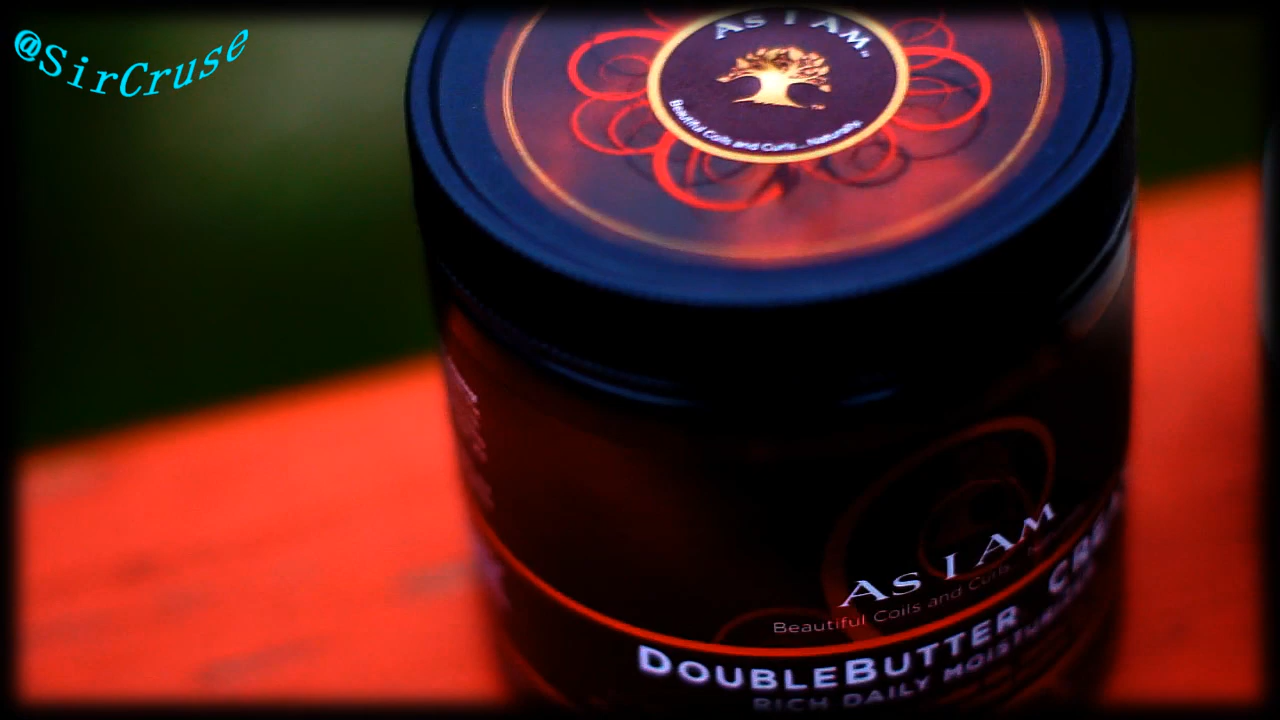 @SirCruse
AS I AM
Beautiful Coils and Curls... Naturally.
AS I AM
Beautiful Coils and Curls
DOUBLEBUTTER
RICH DAILY